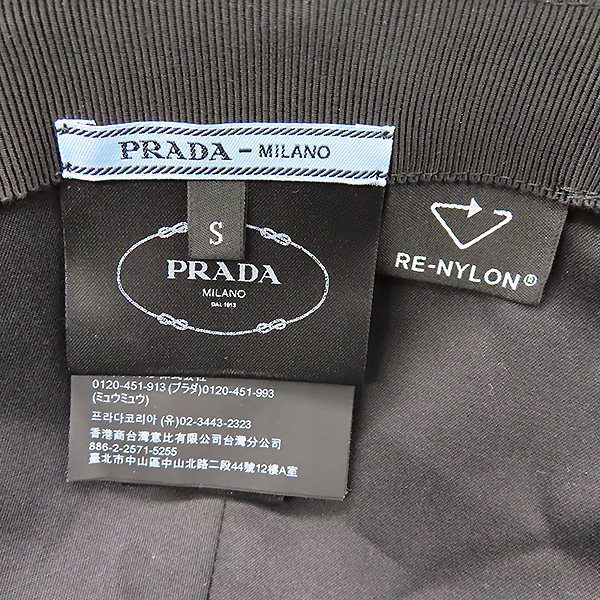 PRADA - MILANO
S
PRADA
MILANO
DAL 1913
RE-NYLON®
0120-451-913 (プラダ)0120-451-993
(ミュウミュウ)
프라다코리아 (유)02-3443-2323
香港商台灣意比有限公司台灣分公司
886-2-2571-5255
臺北市中山區中山北路二段44號12樓A室